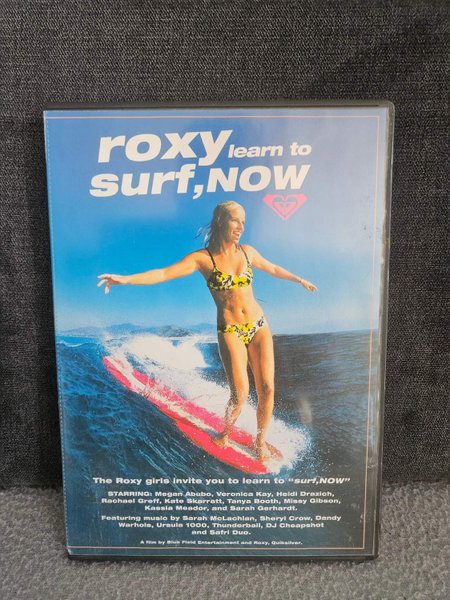 roxy learn to
surf,NOW
The Roxy girls invite you to learn to "surf,NOW"
STARRING: Megan Abubo, Veronica Kay, Heidi Drazich,
Rachael Greff, Kate Skarratt, Tanya Booth, Missy Gibson,
Kassia Meador, and Sarah Gerhardt.
Featuring music by Sarah McLachlan, Sheryl Crow, Dandy
Warhols, Ursula 1000, Thunderball, DJ Cheapshot
and Safri Duo.
A film by Blue Field Entertainment and Roxy, Quiksilver.